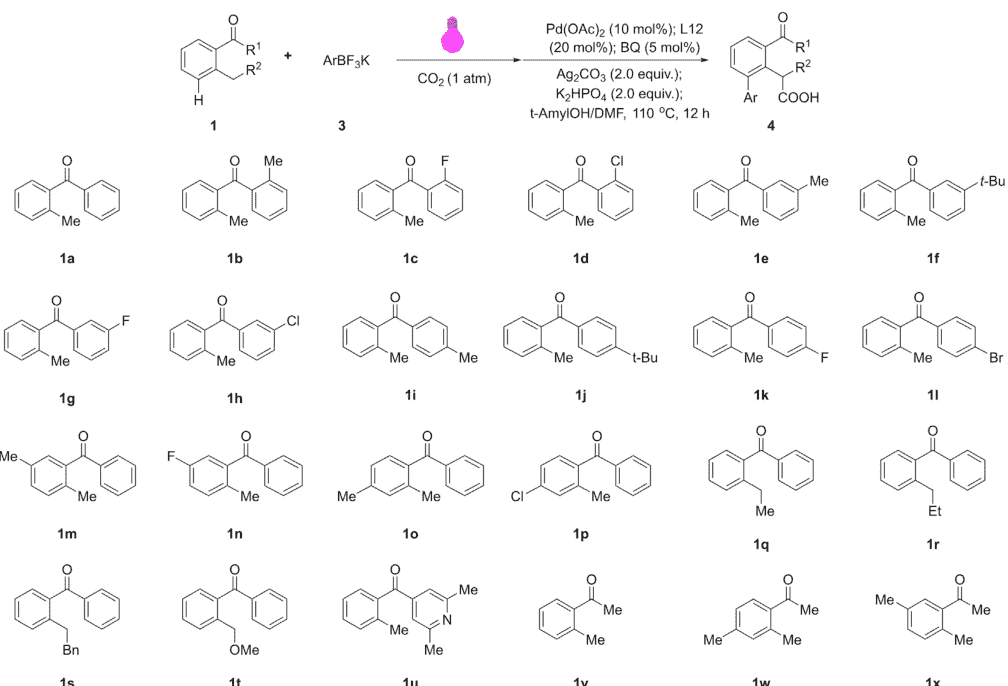 O
R¹
R²
H
1
+
ArBF₃K
3
CO₂ (1 atm)
Pd(OAc)₂ (10 mol%); L12
(20 mol%); BQ (5 mol%)
Ag₂CO₃ (2.0 equiv.);
K₂HPO₄ (2.0 equiv.);
t-AmylOH/DMF, 110 °C, 12 h
O
R¹
R²
Ar
COOH
4
O
Me
1a
O
Me
Me
1b
O
F
Me
1c
O
Cl
Me
1d
O
Me
Me
1e
O
t-Bu
Me
1f
O
F
Me
1g
O
Cl
Me
1h
O
Me
Me
1i
O
Me
t-Bu
1j
O
Me
F
1k
O
Me
Br
1l
O
Me
Me
1m
O
F
Me
1n
O
Me
Me
1o
O
Cl
Me
1p
O
Me
1q
O
Et
1r
O
Bn
1s
O
OMe
1t
O
Me
Me
N
Me
1u
O
Me
Me
1v
O
Me
Me
Me
1w
O
Me
Me
Me
1x